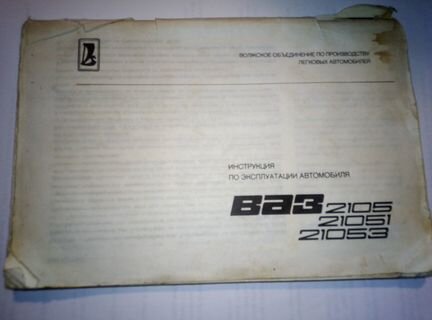 ВОЛЖСКОЕ ОБЪЕДИНЕНИЕ ПО ПРОИЗВОДСТВУ
ЛЕГКОВЫХ АВТОМОБИЛЕЙ
ИНСТРУКЦИЯ
ПО ЭКСПЛУАТАЦИИ АВТОМОБИЛЯ
ВАЗ 2105
21051
21053